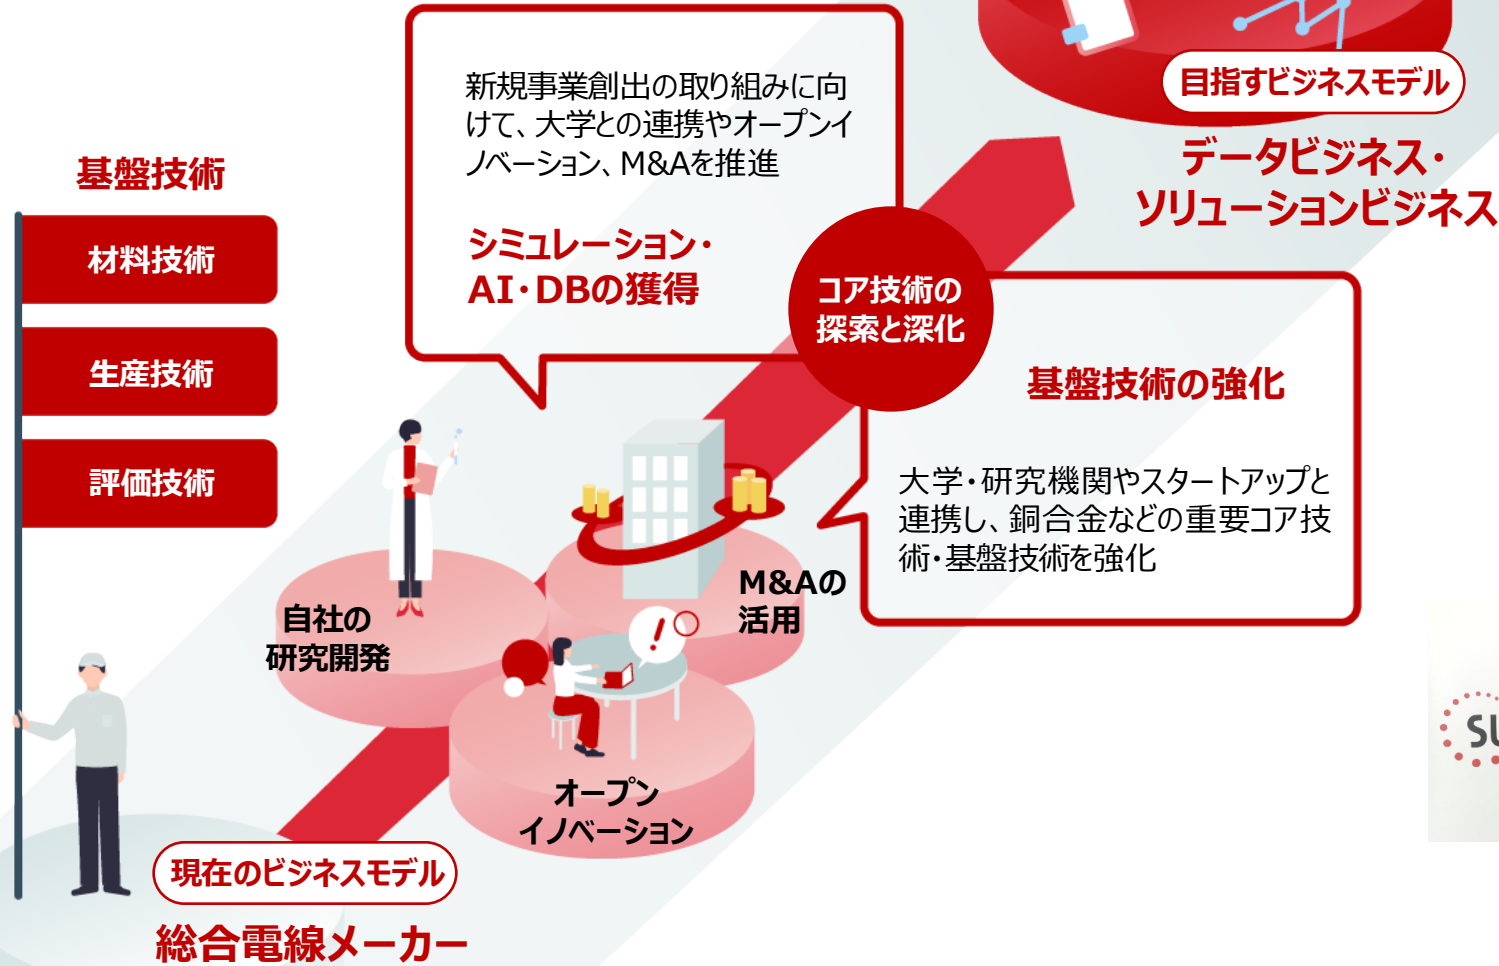 基盤技術
材料技術
生産技術
評価技術
新規事業創出の取り組みに向
けて、大学との連携やオープンイ
ノベーション、M&Aを推進
シミュレーション・
AI・DBの獲得
コア技術の
探索と深化
目指すビジネスモデル
データビジネス・
ソリューションビジネス
基盤技術の強化
大学・研究機関やスタートアップと
連携し、銅合金などの重要コア技
術・基盤技術を強化
自社の
研究開発
M&Aの
活用
オープン
イノベーション
現在のビジネスモデル
総合電線メーカー